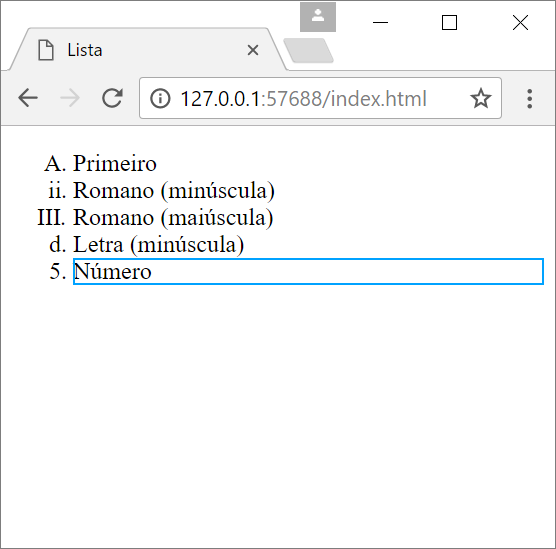 Lista
127.0.0.1:57688/index.html
A. Primeiro
ii. Romano (minúscula)
III. Romano (maiúscula)
d. Letra (minúscula)
5. Número